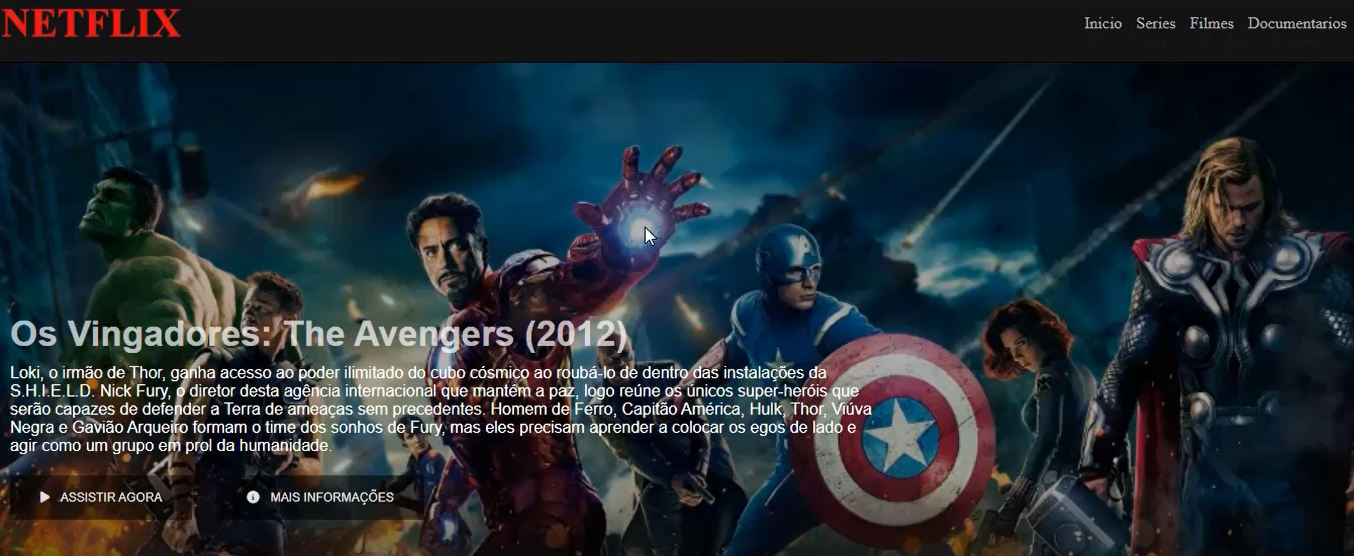 NETFLIX
Inicio Series Filmes Documentarios
Os Vingadores: The Avengers (2012)
Loki, o irmão de Thor, ganha acesso ao poder ilimitado do cubo cósmico ao roubá-lo de dentro das instalações da
S.H.I.E.L.D. Nick Fury, o diretor desta agência internacional que mantém a paz, logo reúne os únicos super-heróis que
serão capazes de defender a Terra de ameaças sem precedentes. Homem de Ferro, Capitão América, Hulk, Thor, Viúva
Negra e Gavião Arqueiro formam o time dos sonhos de Fury, mas eles precisam aprender a colocar os egos de lado e
agir como um grupo em prol da humanidade.
ASSISTIR AGORA
MAIS INFORMAÇÕES